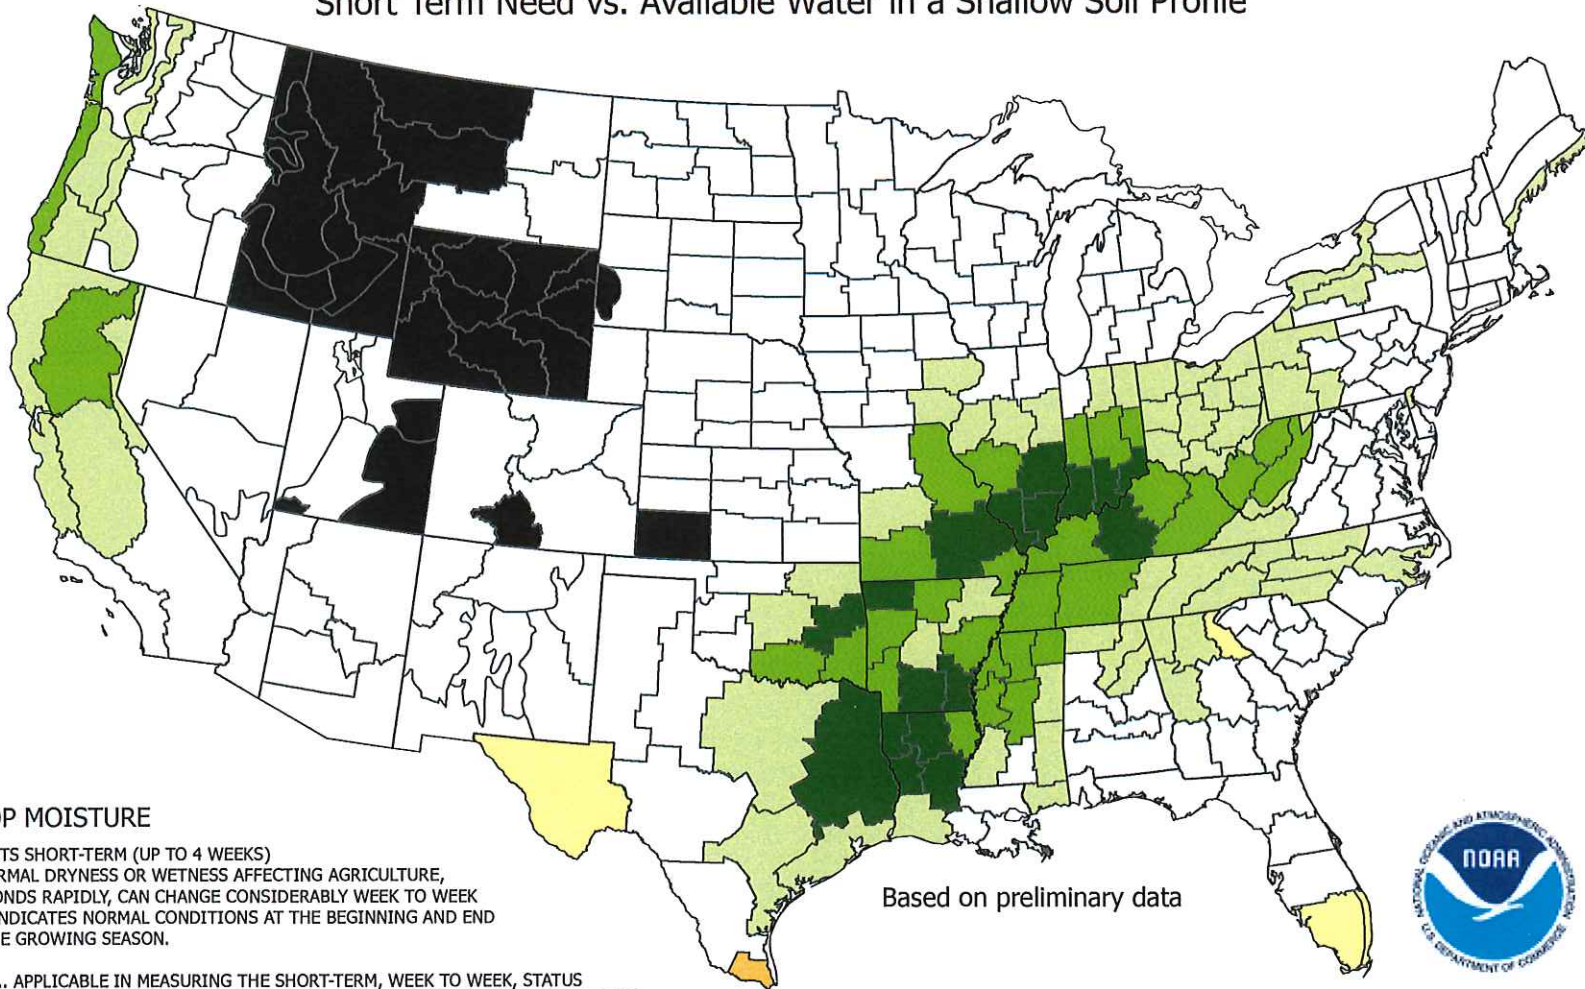 Short Term Need vs. Available Water in a Shallow Soil Profile
P MOISTURE
TS SHORT-TERM (UP TO 4 WEEKS)
RMAL DRYNESS OR WETNESS AFFECTING AGRICULTURE,
ONDS RAPIDLY, CAN CHANGE CONSIDERABLY WEEK TO WEEK
NDICATES NORMAL CONDITIONS AT THE BEGINNING AND END
E GROWING SEASON.
.. APPLICABLE IN MEASURING THE SHORT-TERM, WEEK TO WEEK, STATUS
Based on preliminary data
NATIONAL OCEANIC AND ATMOSPHERIC ADMINISTRATION
NOAA
U.S. DEPARTMENT OF COMMERCE